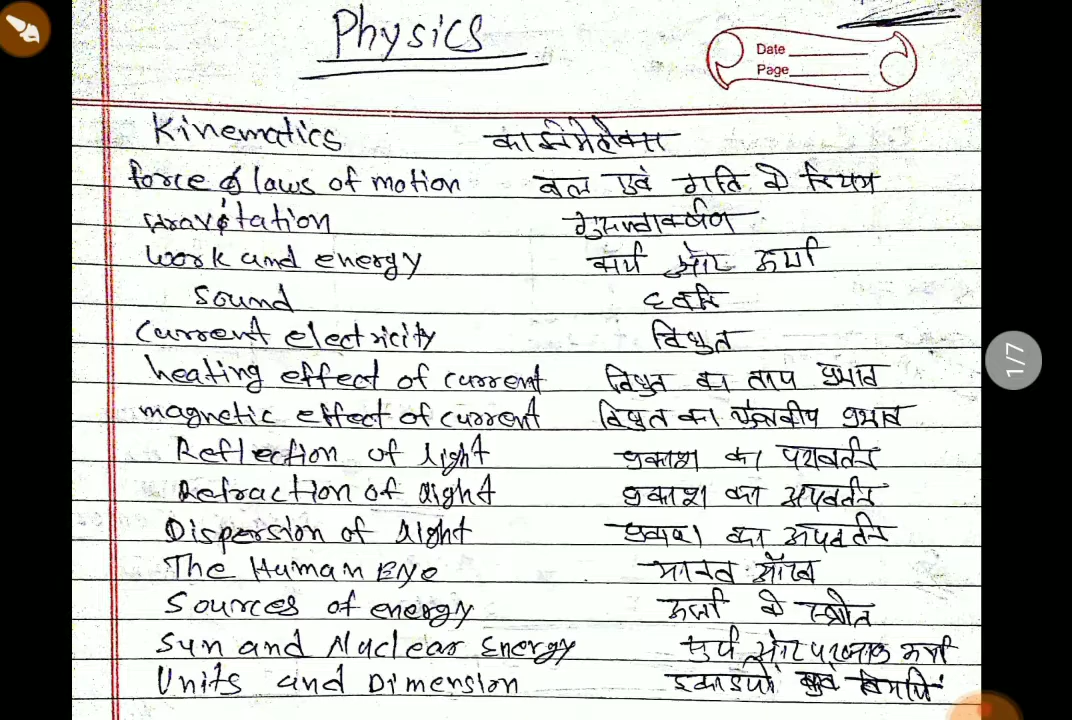 Physics
Date
Page
Kinematics काईनेमेटिक्स
force & laws of motion बल एवं गति के नियम
Gravitation गुरुत्वाकर्षण
Work and energy कार्य और ऊर्जा
Sound ध्वनि
Current electricity विधुत
heating effect of current विधुत का ताप प्रभाव
magnetic effect of current विधुत का चुंबकीय प्रभाव
Reflection of light प्रकाश का परावर्तन
Refraction of light प्रकाश का अपवर्तन
Dispersion of light प्रकाश का अपवर्तन
The Human Eye मानव आँख
Sources of energy ऊर्जा के स्त्रोत
Sun and Nuclear Energy सूर्य और परमाणु ऊर्जा
Units and Dimension इकाइयाँ एवं
1/7